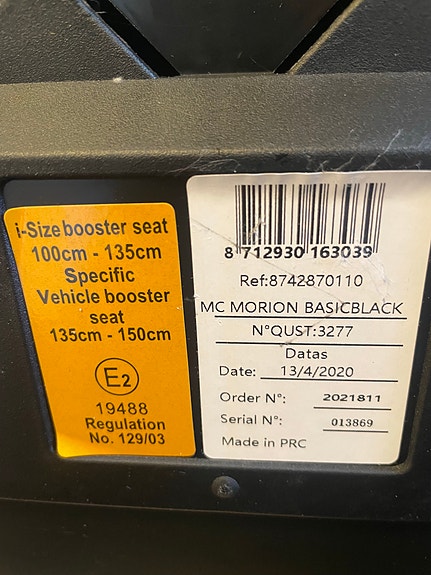 i-Size booster seat
100cm - 135cm
Specific
Vehicle booster
seat
135cm - 150cm
E2
19488
Regulation
No. 129/03
8 712930 163039
Ref:8742870110
MC MORION BASICBLACK
N°QUST:3277
Datas
Date: 13/4/2020
Order N°: 2021811
Serial N°: 013869
Made in PRC